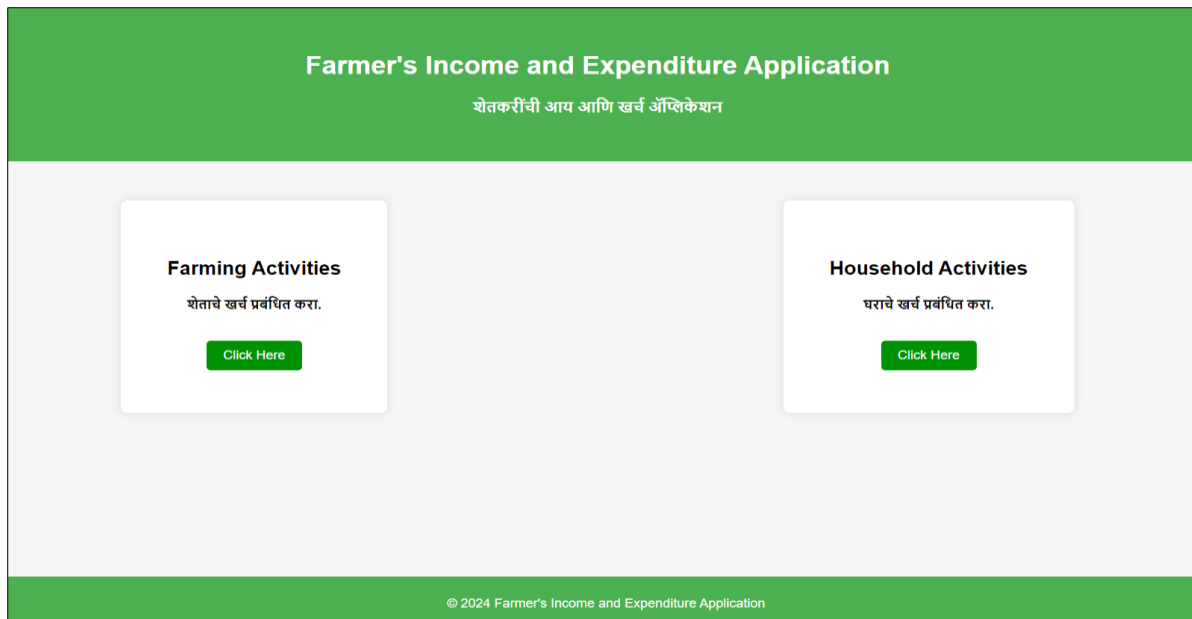 Farmer's Income and Expenditure Application
शेतकरींची आय आणि खर्च ॲप्लिकेशन
Farming Activities
शेताचे खर्च प्रबंधित करा.
Click Here
Household Activities
घराचे खर्च प्रबंधित करा.
Click Here
© 2024 Farmer's Income and Expenditure Application